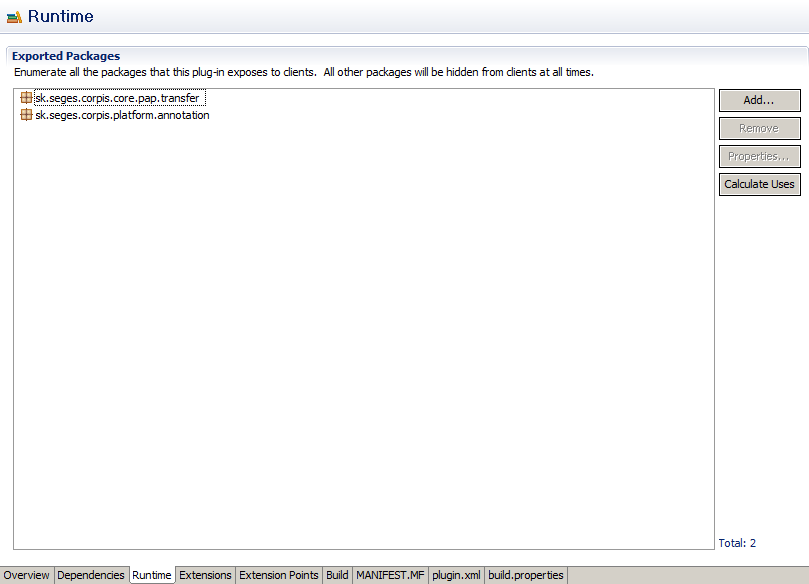 Runtime
Exported Packages
Enumerate all the packages that this plug-in exposes to clients. All other packages will be hidden from clients at all times.
sk.seges.corpis.core.pap.transfer
sk.seges.corpis.platform.annotation
Add...
Remove
Properties...
Calculate Uses
Total: 2
Overview Dependencies Runtime Extensions Extension Points Build MANIFEST.MF plugin.xml build.properties